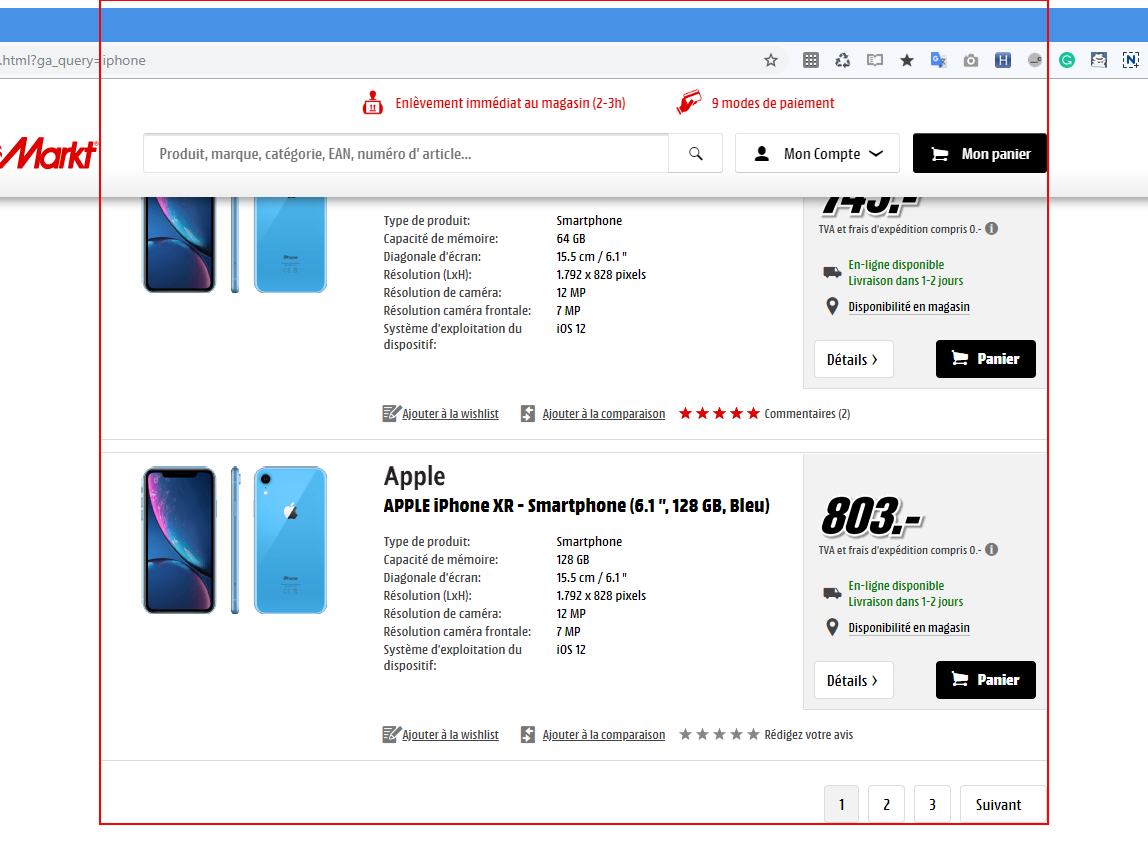 .html?ga_query=iphone
Enlèvement immédiat au magasin (2-3h)
9 modes de paiement
Markt
Produit, marque, catégorie, EAN, numéro d' article...
Mon Compte
Mon panier
Type de produit: Smartphone
Capacité de mémoire: 64 GB
Diagonale d'écran: 15.5 cm / 6.1 "
Résolution (LxH): 1.792 x 828 pixels
Résolution de caméra: 12 MP
Résolution caméra frontale: 7 MP
Système d'exploitation du iOS 12
dispositif:
TVA et frais d'expédition compris 0.-
En-ligne disponible
Livraison dans 1-2 jours
Disponibilité en magasin
Détails >
Panier
Ajouter à la wishlist
Ajouter à la comparaison
Commentaires (2)
Apple
APPLE iPhone XR - Smartphone (6.1 ", 128 GB, Bleu)
Type de produit: Smartphone
Capacité de mémoire: 128 GB
Diagonale d'écran: 15.5 cm / 6.1 "
Résolution (LxH): 1.792 x 828 pixels
Résolution de caméra: 12 MP
Résolution caméra frontale: 7 MP
Système d'exploitation du iOS 12
dispositif:
803.-
TVA et frais d'expédition compris 0.-
En-ligne disponible
Livraison dans 1-2 jours
Disponibilité en magasin
Détails >
Panier
Ajouter à la wishlist
Ajouter à la comparaison
Rédigez votre avis
1
2
3
Suivant